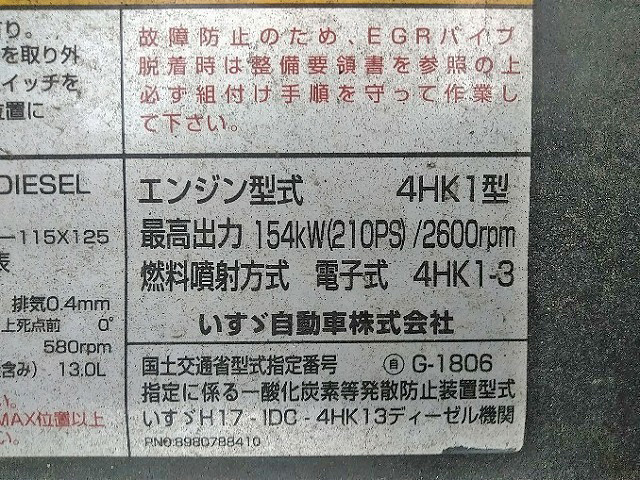 り。
を取り外
イッチを
位置に
故障防止のため、EGRパイプ
脱着時は整備要領書を参照の上
必ず組付け手順を守って作業し
て下さい。
DIESEL
ー115X125
表
排気0.4mm
上死点前 0°
580rpm
含み) 13.0L
い。
MAX位置以上
い。
エンジン型式 4HK1型
最高出力 154kW(210PS)/2600rpm
燃料噴射方式 電子式 4HK1-3
いすゞ自動車株式会社
国土交通省型式指定番号 ㊀ G-1806
指定に係る一酸化炭素等発散防止装置型式
いすゞH17-IDC-4HK13ディーゼル機関
P.NO:8980788410